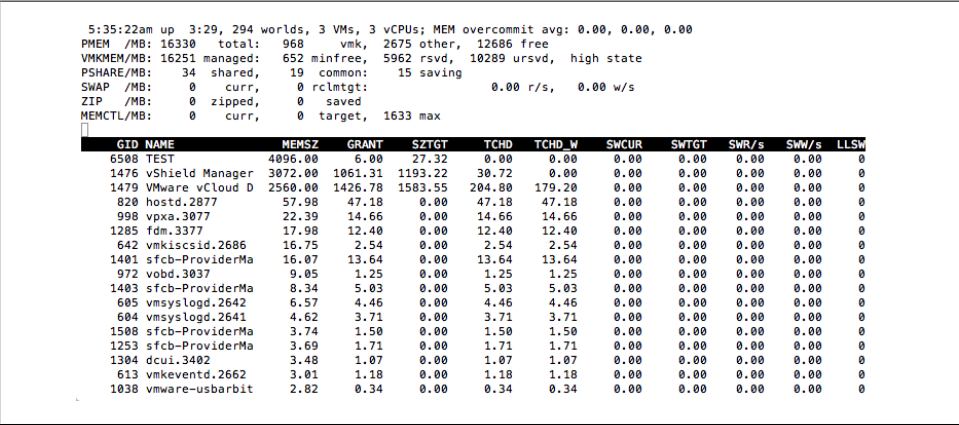 5:35:22am up 3:29, 294 worlds, 3 VMs, 3 vCPUs; MEM overcommit avg: 0.00, 0.00, 0.00
PMEM /MB: 16330 total: 968 vmk, 2675 other, 12686 free
VMKMEM/MB: 16251 managed: 652 minfree, 5962 rsvd, 10289 ursvd, high state
PSHARE/MB: 34 shared, 19 common: 15 saving
SWAP /MB: 0 curr, 0 rclmtgt: 0.00 r/s, 0.00 w/s
ZIP /MB: 0 zipped, 0 saved
MEMCTL/MB: 0 curr, 0 target, 1633 max
GID NAME MEMSZ GRANT SZTGT TCHD TCHD_W SWCUR SWTGT SWR/s SWW/s LLSW
6508 TEST 4096.00 6.00 27.32 0.00 0.00 0.00 0.00 0.00 0.00 0
1476 vShield Manager 3072.00 1061.31 1193.22 30.72 0.00 0.00 0.00 0.00 0.00 0
1479 VMware vCloud D 2560.00 1426.78 1583.55 204.80 179.20 0.00 0.00 0.00 0.00 0
820 hostd.2877 57.98 47.18 0.00 47.18 47.18 0.00 0.00 0.00 0.00 0
998 vpxa.3077 22.39 14.66 0.00 14.66 14.66 0.00 0.00 0.00 0.00 0
1285 fdm.3377 17.98 12.40 0.00 12.40 12.40 0.00 0.00 0.00 0.00 0
642 vmkiscsid.2686 16.75 2.54 0.00 2.54 2.54 0.00 0.00 0.00 0.00 0
1401 sfcb-ProviderMa 16.07 13.64 0.00 13.64 13.64 0.00 0.00 0.00 0.00 0
972 vobd.3037 9.05 1.25 0.00 1.25 1.25 0.00 0.00 0.00 0.00 0
1403 sfcb-ProviderMa 8.34 5.03 0.00 5.03 5.03 0.00 0.00 0.00 0.00 0
605 vmsyslogd.2642 6.57 4.46 0.00 4.46 4.46 0.00 0.00 0.00 0.00 0
604 vmsyslogd.2641 4.62 3.71 0.00 3.71 3.71 0.00 0.00 0.00 0.00 0
1508 sfcb-ProviderMa 3.74 1.50 0.00 1.50 1.50 0.00 0.00 0.00 0.00 0
1253 sfcb-ProviderMa 3.69 1.71 0.00 1.71 1.71 0.00 0.00 0.00 0.00 0
1304 dcui.3402 3.48 1.07 0.00 1.07 1.07 0.00 0.00 0.00 0.00 0
613 vmkeventd.2662 3.01 1.18 0.00 1.18 1.18 0.00 0.00 0.00 0.00 0
1038 vmware-usbarbit 2.82 0.34 0.00 0.34 0.34 0.00 0.00 0.00 0.00 0